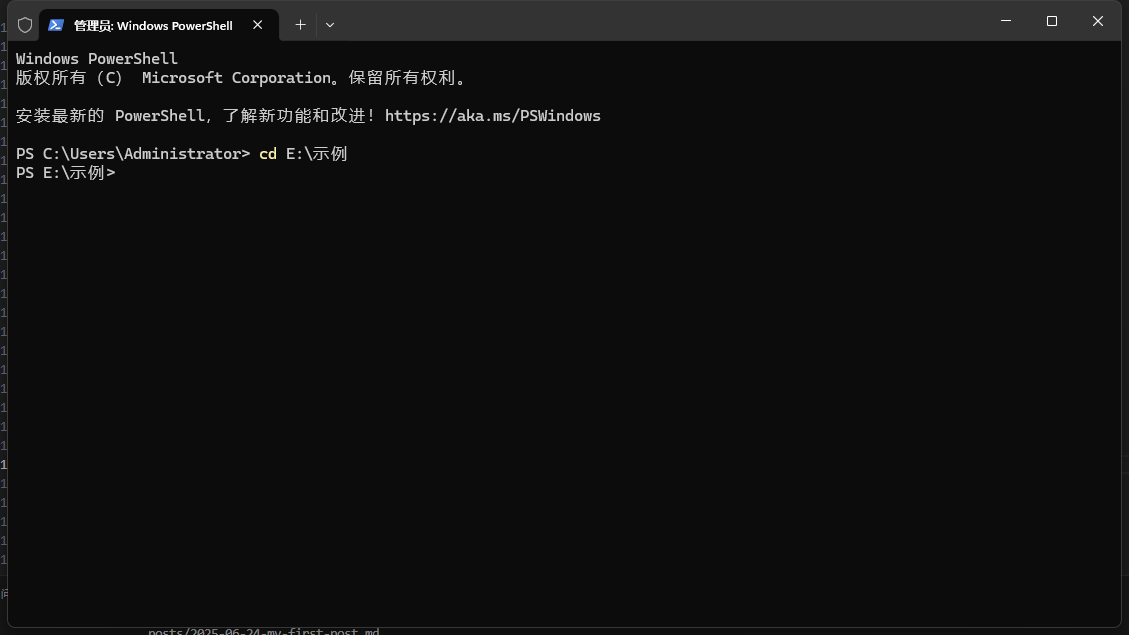 管理员: Windows PowerShell
Windows PowerShell
版权所有（C） Microsoft Corporation。保留所有权利。
安装最新的 PowerShell，了解新功能和改进！https://aka.ms/PSWindows
PS C:\Users\Administrator> cd E:\示例
PS E:\示例>
posts/2025-06-24-my-first-post.md